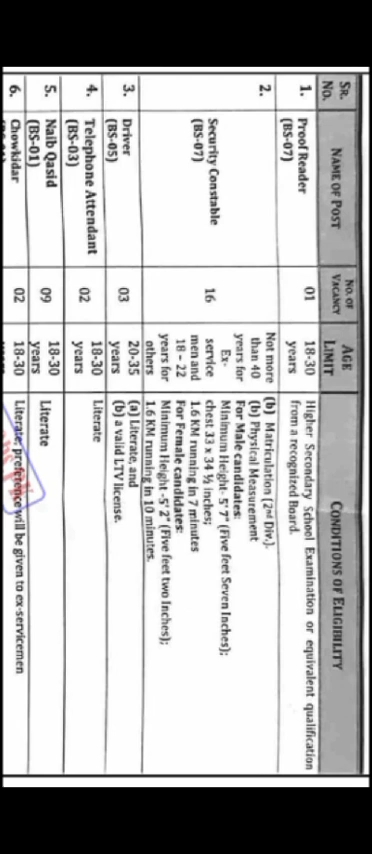 SR. NO.
NAME OF POST
NO. OF VACANCY
AGE LIMIT
CONDITIONS OF ELIGIBILITY
1.
Proof Reader
(BS-07)
01
18-30
years
Higher Secondary School Examination or equivalent qualification
from a recognized Board.
2.
Security Constable
(BS-07)
16
Not more
than 40
years for
Ex-
service
men and
18 – 22
years for
others
(b) Matriculation (2nd Div.).
(b) Physical Measurement
For Male candidates:
Minimum Height- 5' 7" (Five feet Seven Inches);
chest 33 x 34 ½ inches;
1.6 KM running in 7 minutes
For Female candidates:
Minimum Height -5' 2" (Five feet two Inches);
1.6 KM running in 10 minutes.
3.
Driver
(BS-05)
03
20-35
years
(a) Literate, and
(b) a valid LTV license.
4.
Telephone Attendant
(BS-03)
02
18-30
years
Literate
5.
Naib Qasid
(BS-01)
09
18-30
years
Literate
6.
Chowkidar
02
18-30
Literate, preference will be given to ex-servicemen